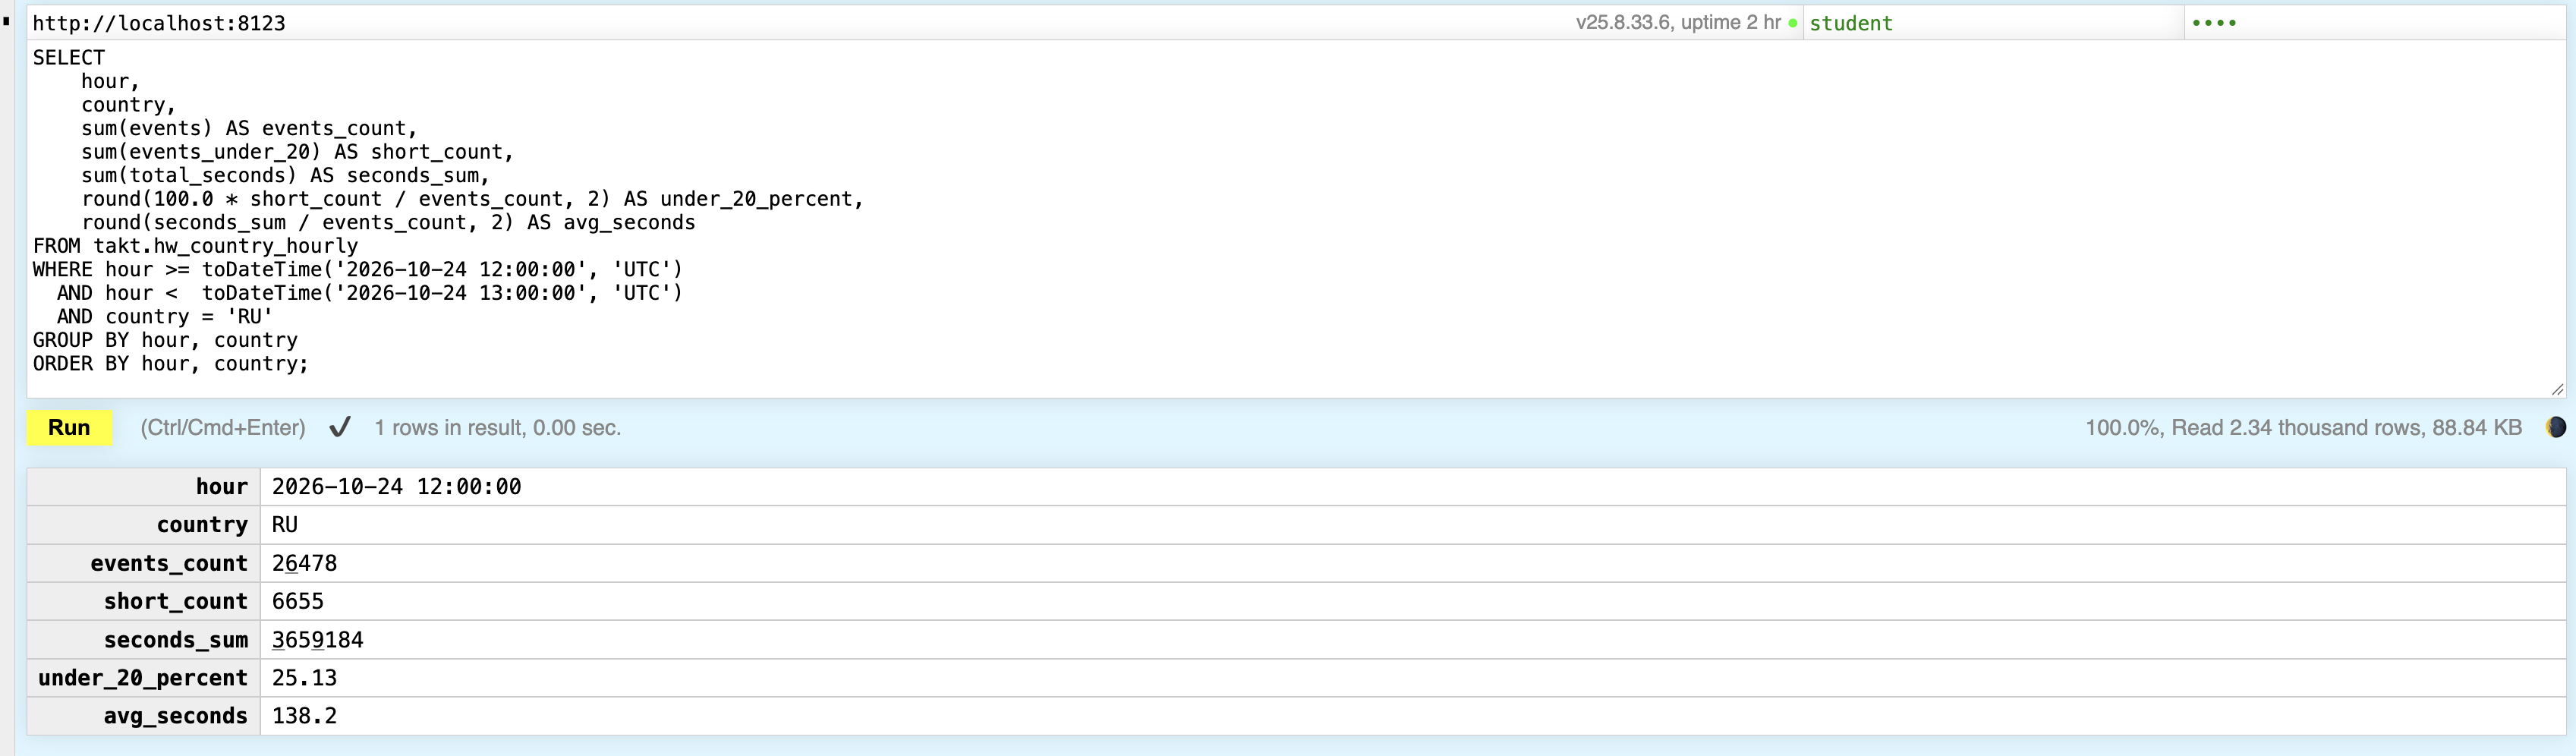 http://localhost:8123 v25.8.33.6, uptime 2 hr student ••••
SELECT
    hour,
    country,
    sum(events) AS events_count,
    sum(events_under_20) AS short_count,
    sum(total_seconds) AS seconds_sum,
    round(100.0 * short_count / events_count, 2) AS under_20_percent,
    round(seconds_sum / events_count, 2) AS avg_seconds
FROM takt.hw_country_hourly
WHERE hour >= toDateTime('2026-10-24 12:00:00', 'UTC')
  AND hour <  toDateTime('2026-10-24 13:00:00', 'UTC')
  AND country = 'RU'
GROUP BY hour, country
ORDER BY hour, country;
Run (Ctrl/Cmd+Enter) ✔ 1 rows in result, 0.00 sec. 100.0%, Read 2.34 thousand rows, 88.84 KB
hour 2026-10-24 12:00:00
country RU
events_count 26478
short_count 6655
seconds_sum 3659184
under_20_percent 25.13
avg_seconds 138.2